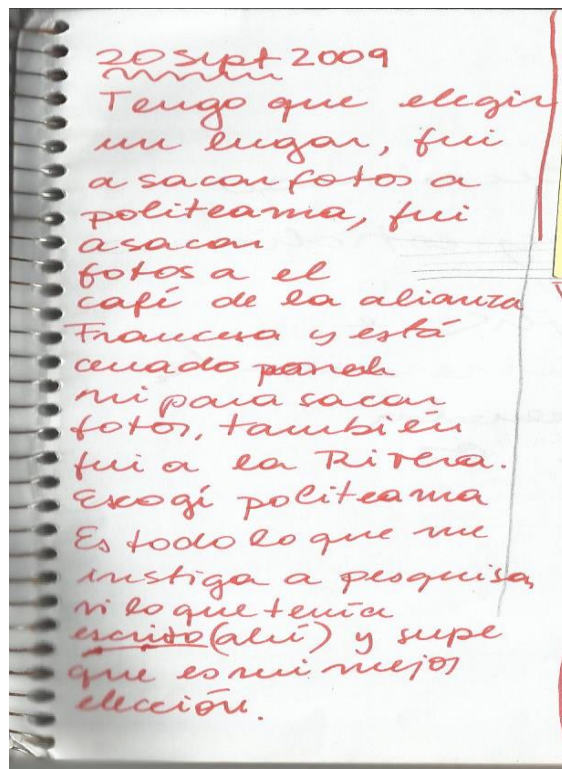 20 Sept 2009
Tengo que elegir
un lugar, fui
a sacar fotos a
politeama, fui
a sacar
fotos a el
café de la alianza
Francesa y está
cerrado
mi para sacar
fotos, también
fui a la Rivera.
Escogí politeama
Es todo lo que me
instiga a pesquisa,
vi lo que tenía
escrito (ahí) y supe
que es mi mejor
elección.